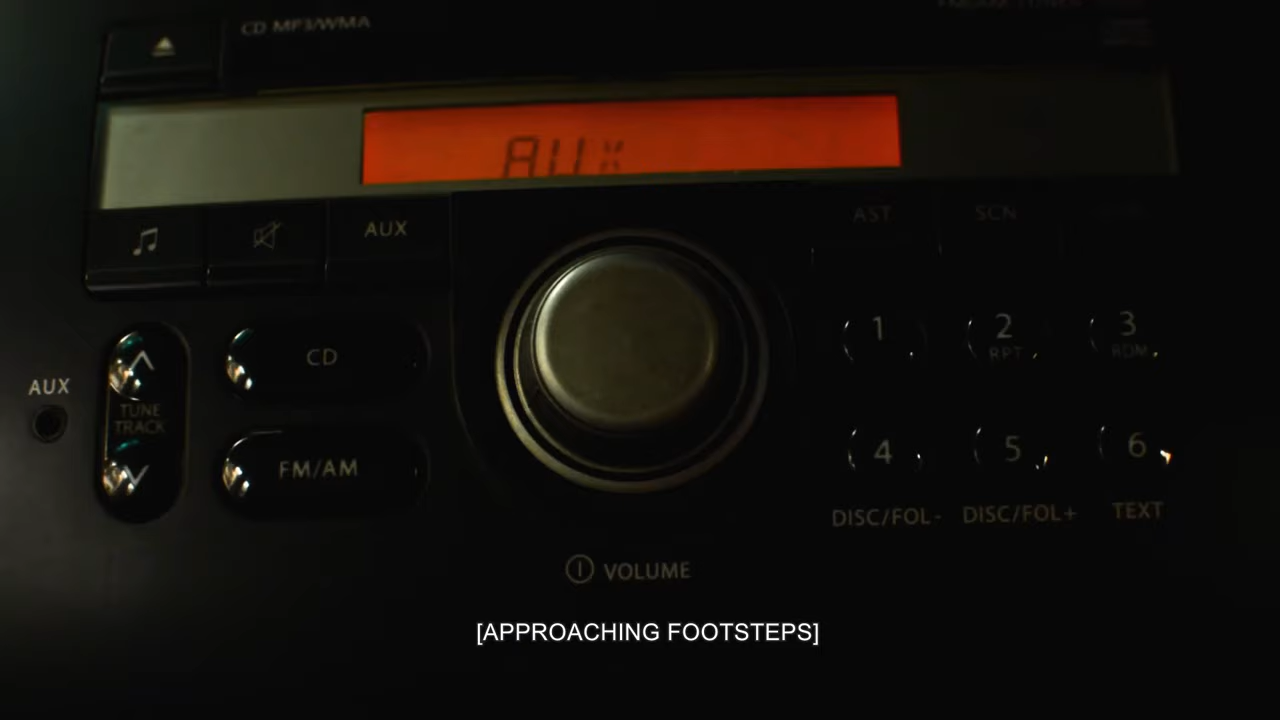 CD MP3/WMA
AUX
AUX
AST
SCN
1
2
3
RPT
RDM
CD
AUX
TUNE
TRACK
4
5
6
FM/AM
DISC/FOL-
DISC/FOL+
TEXT
VOLUME
[APPROACHING FOOTSTEPS]